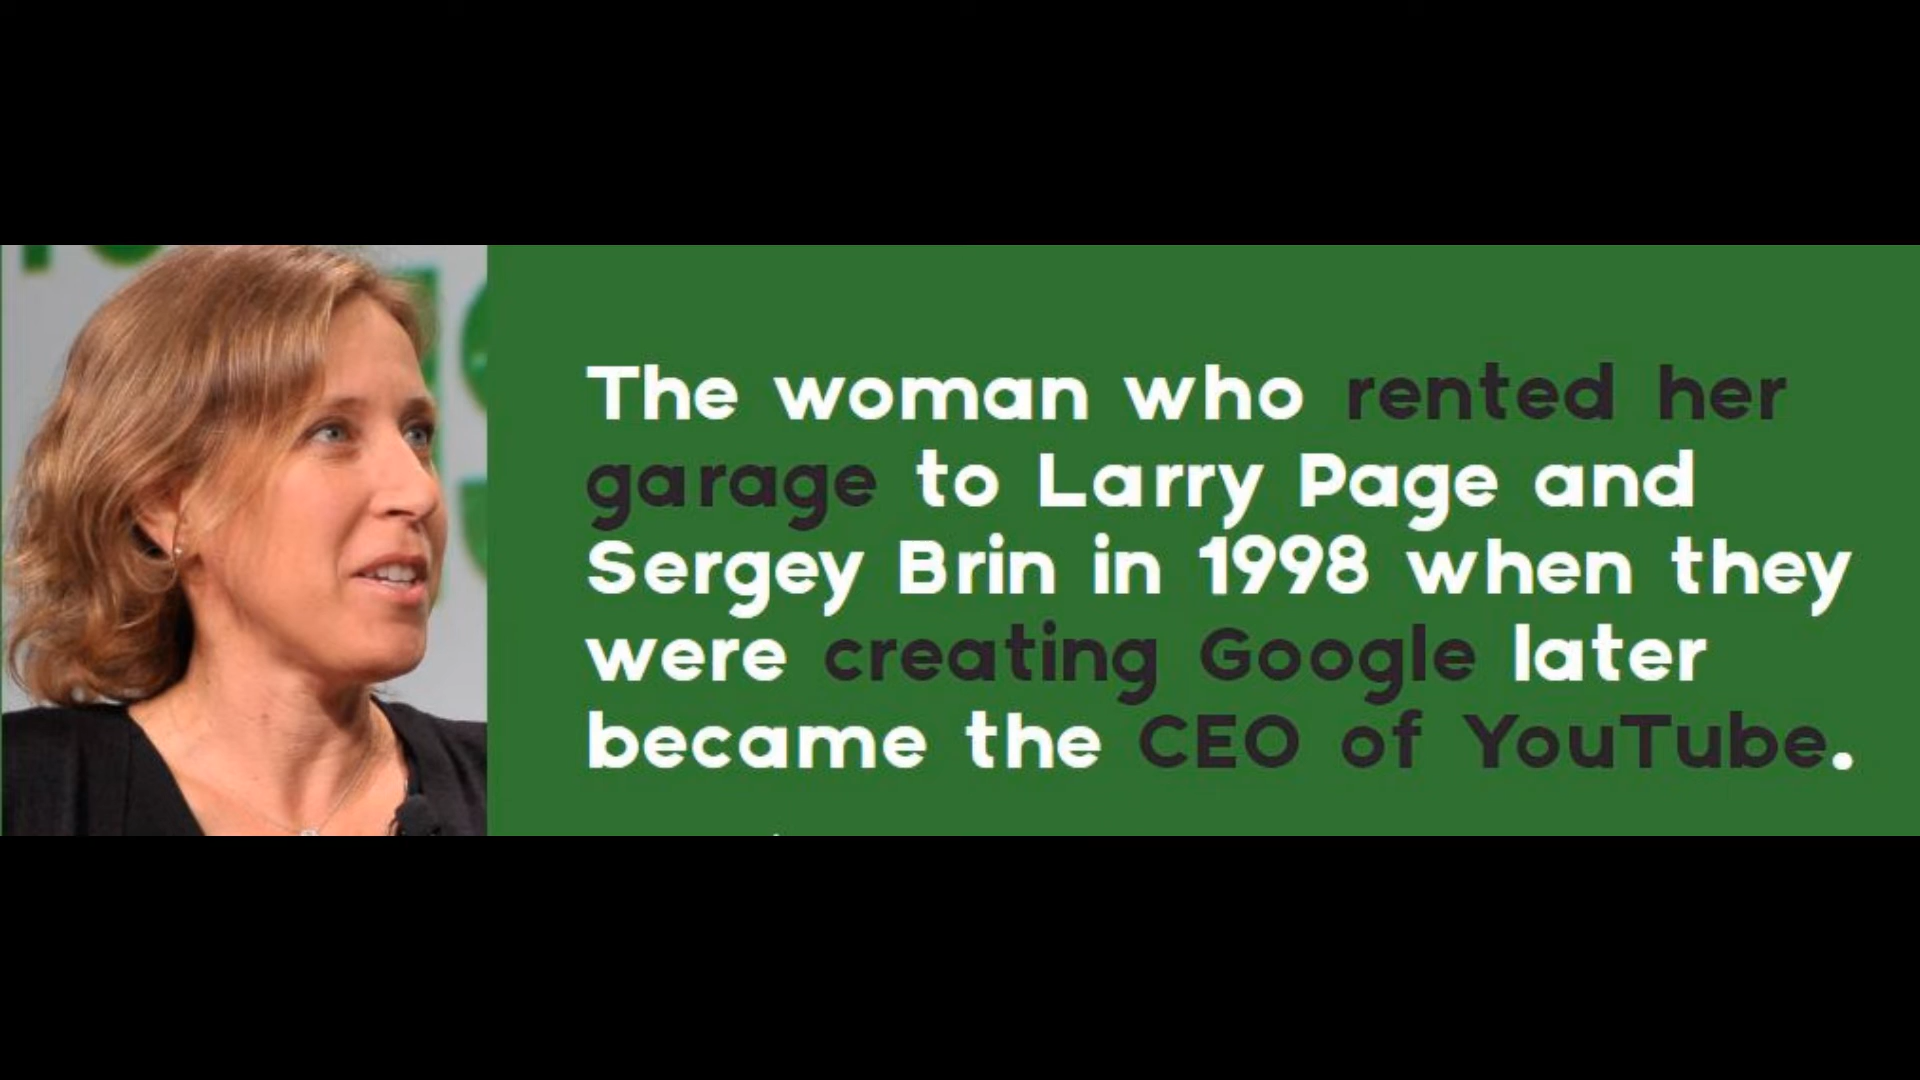 The woman who rented her
garage to Larry Page and
Sergey Brin in 1998 when they
were creating Google later
became the CEO of YouTube.